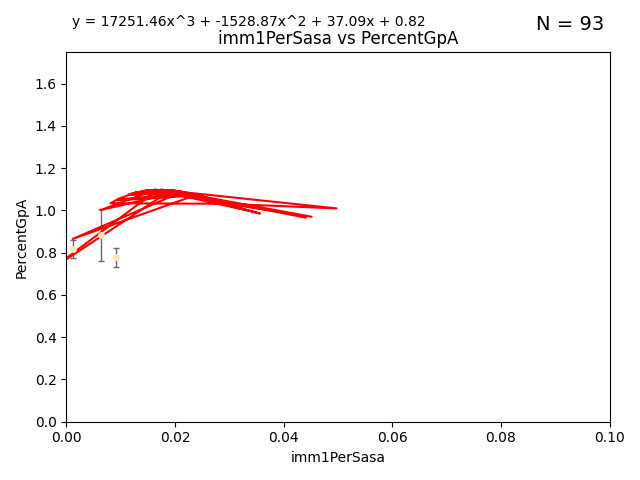 y = 17251.46x^3 + -1528.87x^2 + 37.09x + 0.82
N = 93
imm1PerSasa vs PercentGpA
1.6
1.4
1.2
1.0
0.8
0.6
0.4
0.2
0.0
PercentGpA
0.00 0.02 0.04 0.06 0.08 0.10
imm1PerSasa